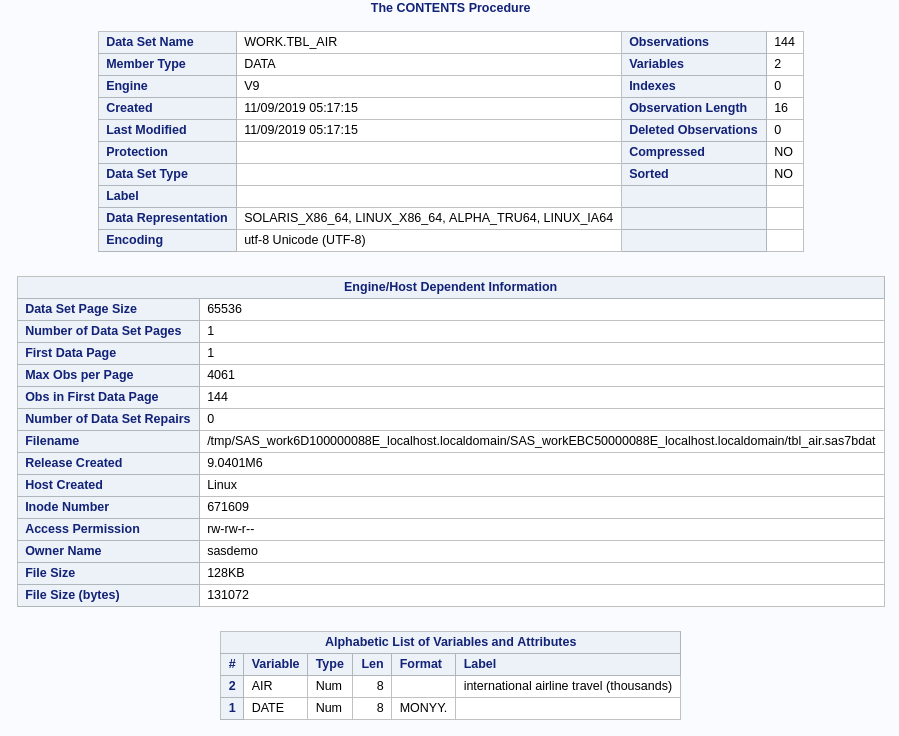 The CONTENTS Procedure
Data Set Name WORK.TBL_AIR Observations 144
Member Type DATA Variables 2
Engine V9 Indexes 0
Created 11/09/2019 05:17:15 Observation Length 16
Last Modified 11/09/2019 05:17:15 Deleted Observations 0
Protection Compressed NO
Data Set Type Sorted NO
Label
Data Representation SOLARIS_X86_64, LINUX_X86_64, ALPHA_TRU64, LINUX_IA64
Encoding utf-8 Unicode (UTF-8)
Engine/Host Dependent Information
Data Set Page Size 65536
Number of Data Set Pages 1
First Data Page 1
Max Obs per Page 4061
Obs in First Data Page 144
Number of Data Set Repairs 0
Filename /tmp/SAS_work6D100000088E_localhost.localdomain/SAS_workEBC50000088E_localhost.localdomain/tbl_air.sas7bdat
Release Created 9.0401M6
Host Created Linux
Inode Number 671609
Access Permission rw-rw-r--
Owner Name sasdemo
File Size 128KB
File Size (bytes) 131072
Alphabetic List of Variables and Attributes
# Variable Type Len Format Label
2 AIR Num 8 international airline travel (thousands)
1 DATE Num 8 MONYY.